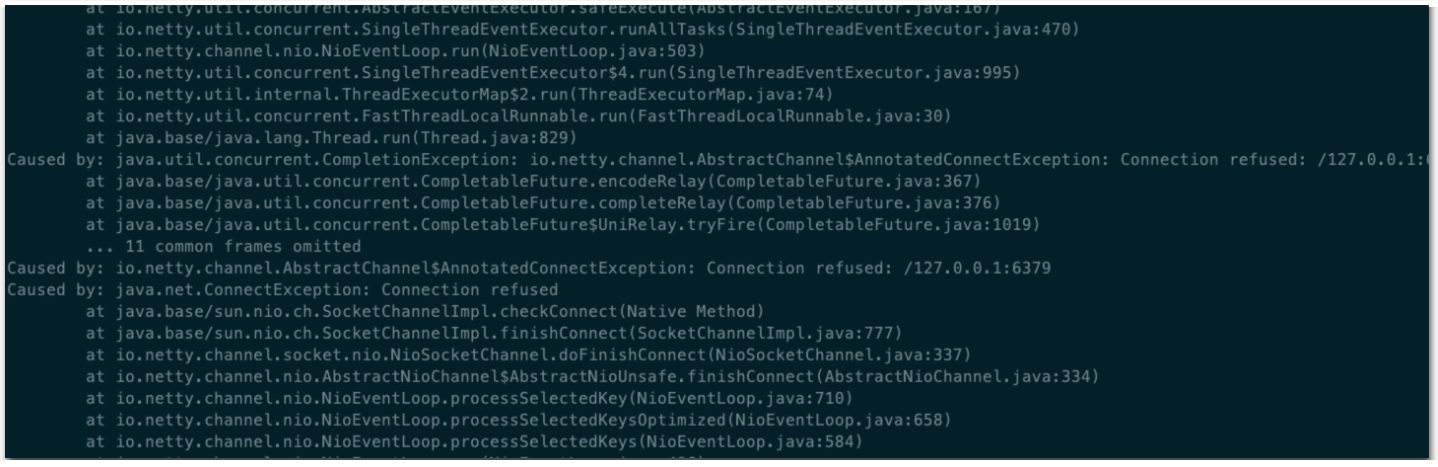 at io.netty.util.concurrent.AbstractEventExecutor.safeExecute(AbstractEventExecutor.java:167)
at io.netty.util.concurrent.SingleThreadEventExecutor.runAllTasks(SingleThreadEventExecutor.java:470)
at io.netty.channel.nio.NioEventLoop.run(NioEventLoop.java:503)
at io.netty.util.concurrent.SingleThreadEventExecutor$4.run(SingleThreadEventExecutor.java:995)
at io.netty.util.internal.ThreadExecutorMap$2.run(ThreadExecutorMap.java:74)
at io.netty.util.concurrent.FastThreadLocalRunnable.run(FastThreadLocalRunnable.java:30)
at java.base/java.lang.Thread.run(Thread.java:829)
Caused by: java.util.concurrent.CompletionException: io.netty.channel.AbstractChannel$AnnotatedConnectException: Connection refused: /127.0.0.1:
at java.base/java.util.concurrent.CompletableFuture.encodeRelay(CompletableFuture.java:367)
at java.base/java.util.concurrent.CompletableFuture.completeRelay(CompletableFuture.java:376)
at java.base/java.util.concurrent.CompletableFuture$UniRelay.tryFire(CompletableFuture.java:1019)
... 11 common frames omitted
Caused by: io.netty.channel.AbstractChannel$AnnotatedConnectException: Connection refused: /127.0.0.1:6379
Caused by: java.net.ConnectException: Connection refused
at java.base/sun.nio.ch.SocketChannelImpl.checkConnect(Native Method)
at java.base/sun.nio.ch.SocketChannelImpl.finishConnect(SocketChannelImpl.java:777)
at io.netty.channel.socket.nio.NioSocketChannel.doFinishConnect(NioSocketChannel.java:337)
at io.netty.channel.nio.AbstractNioChannel$AbstractNioUnsafe.finishConnect(AbstractNioChannel.java:334)
at io.netty.channel.nio.NioEventLoop.processSelectedKey(NioEventLoop.java:710)
at io.netty.channel.nio.NioEventLoop.processSelectedKeysOptimized(NioEventLoop.java:658)
at io.netty.channel.nio.NioEventLoop.processSelectedKeys(NioEventLoop.java:584)